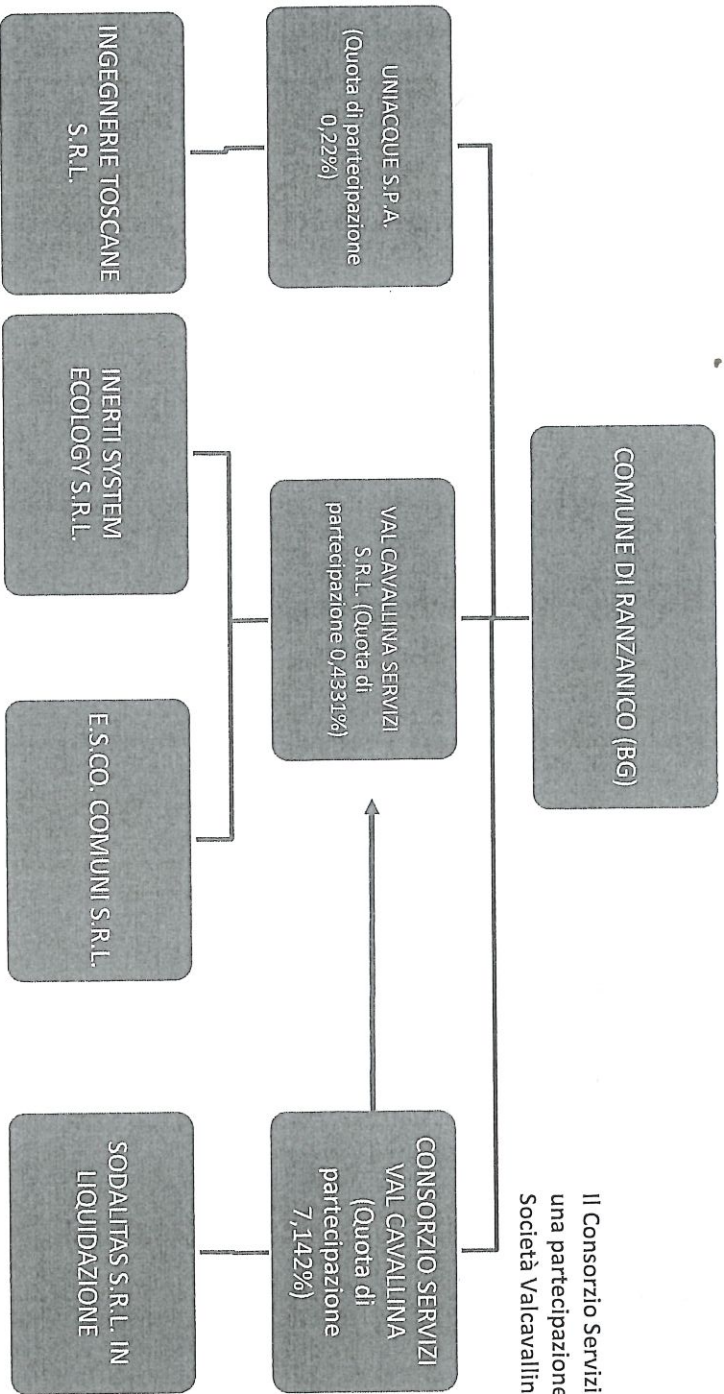 COMUNE DI RANZANICO (BG)
Il Consorzio Servizi
una partecipazione
Società Valcavallin
UNIACQUE S.P.A.
(Quota di partecipazione
0,22%)
VAL CAVALLINA SERVIZI
S.R.L. (Quota di
partecipazione 0,4331%)
CONSORZIO SERVIZI
VAL CAVALLINA
(Quota di
partecipazione
7,142%)
INGEGNERIE TOSCANE
S.R.L.
INERTI SYSTEM
ECOLOGY S.R.L.
E.S.CO. COMUNI S.R.L.
SODALITAS S.R.L. IN
LIQUIDAZIONE